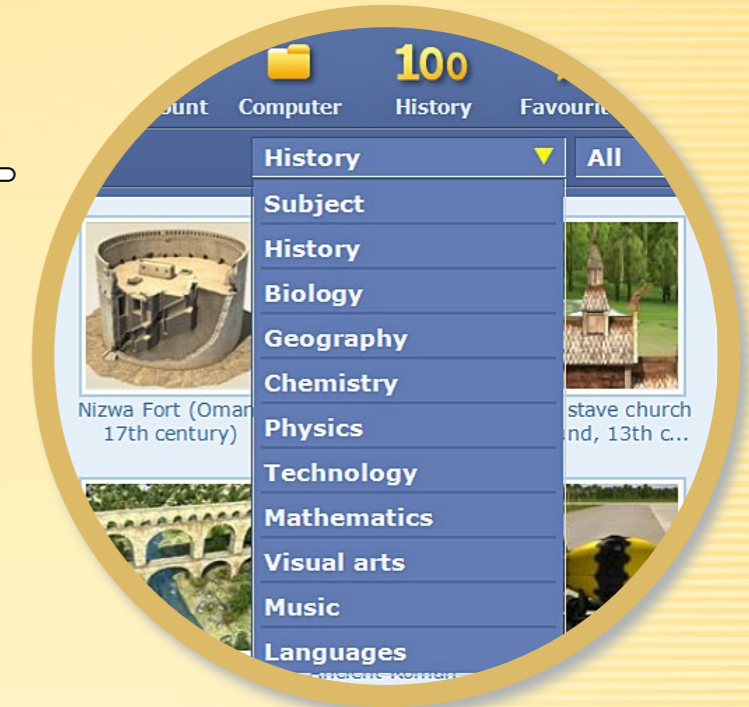 100
Computer
History
History
All
Subject
History
Biology
Geography
Chemistry
Physics
Technology
Mathematics
Visual arts
Music
Languages
Nizwa Fort (Oman
17th century)
stave church
13th c...